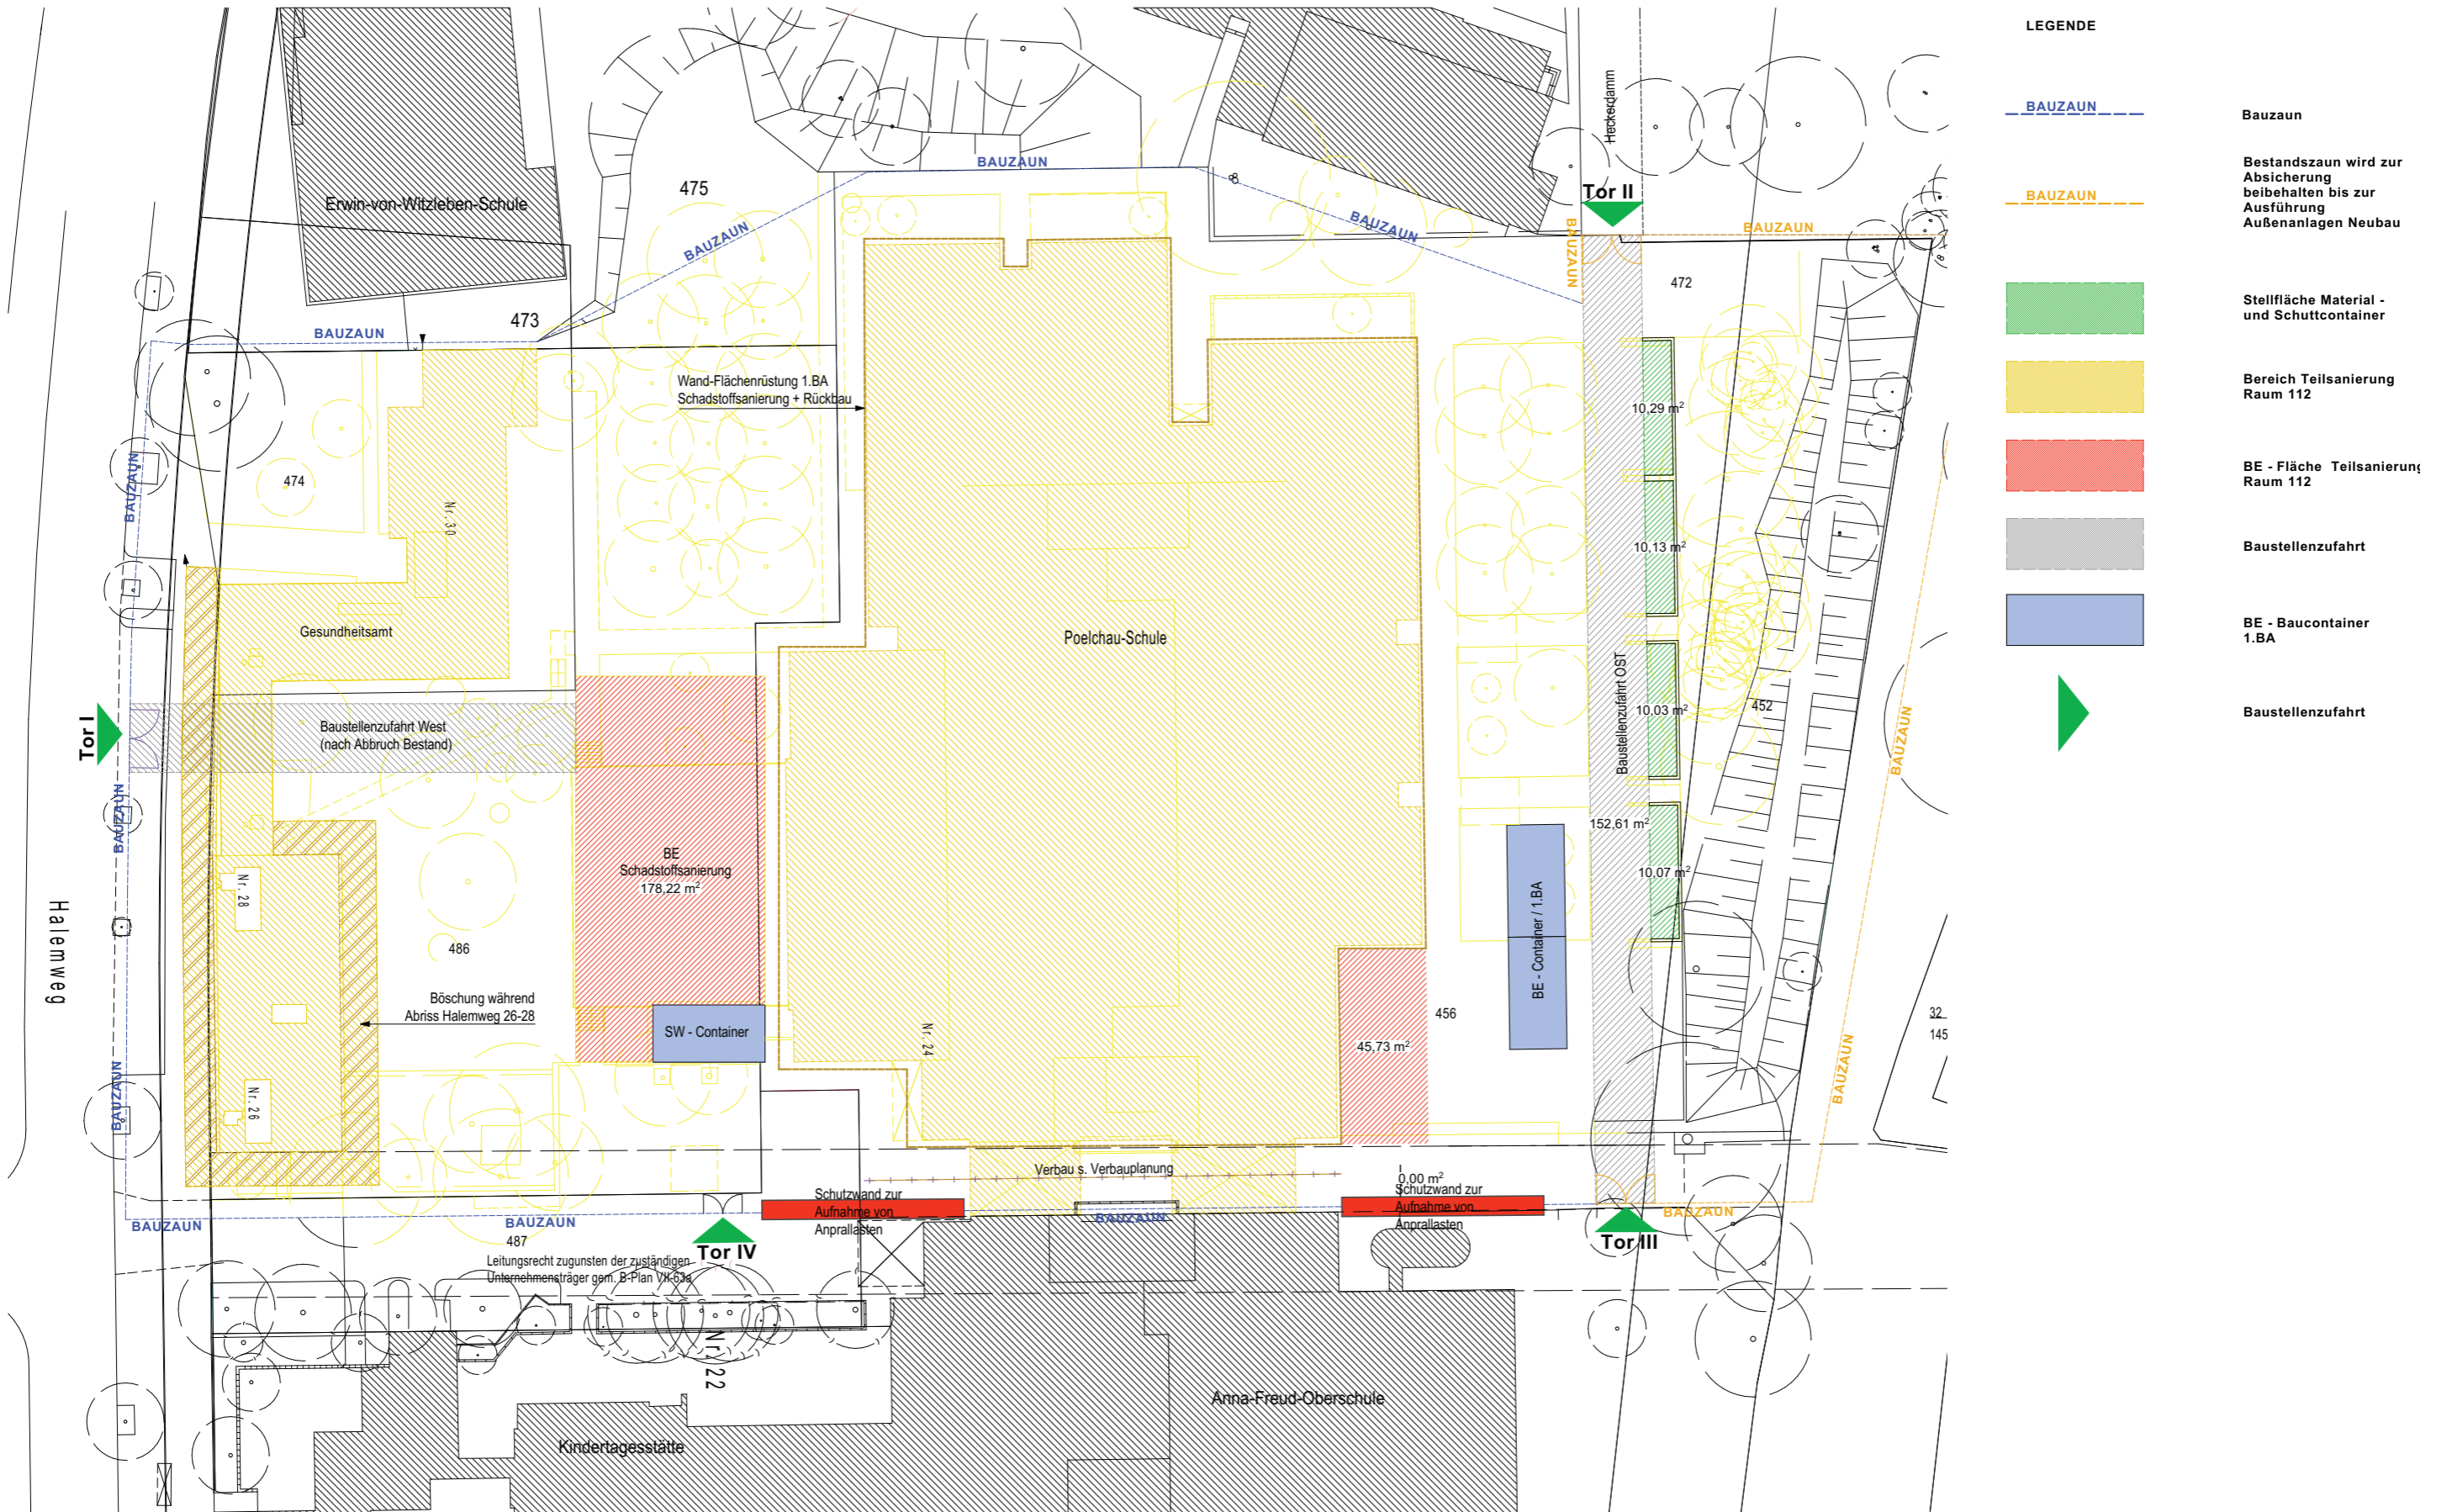 LEGENDE
BAUZAUN
Bauzaun
BAUZAUN
Bestandszaun wird zur
Absicherung
beibehalten bis zur
Ausführung
Außenanlagen Neubau
Stellfläche Material -
und Schuttcontainer
Bereich Teilsanierung
Raum 112
BE - Fläche Teilsanierung
Raum 112
Baustellenzufahrt
BE - Baucontainer
1.BA
Baustellenzufahrt
Heckerdamm
Erwin-von-Witzleben-Schule
475
BAUZAUN
BAUZAUN
BAUZAUN
Tor II
BAUZAUN
BAUZAUN
472
473
BAUZAUN
Wand-Flächenrüstung 1.BA
Schadstoffsanierung + Rückbau
10,29 m²
BAUZAUN
474
Nr. 30
10,13 m²
Gesundheitsamt
Poelchau-Schule
Baustellenzufahrt OST
10,03 m²
452
BAUZAUN
Tor I
Baustellenzufahrt West
(nach Abbruch Bestand)
BAUZAUN
152,61 m²
BE
Schadstoffsanierung
178,22 m²
10,07 m²
Nr. 28
Halemweg
486
BE - Container / 1.BA
Böschung während
Abriss Halemweg 26-28
SW - Container
Nr. 24
456
45,73 m²
32
145
BAUZAUN
BAUZAUN
Nr. 26
Verbau s. Verbauplanung
0,00 m²
Schutzwand zur
Aufnahme von
Anprallasten
Schutzwand zur
Aufnahme von
Anprallasten
BAUZAUN
BAUZAUN
BAUZAUN
BAUZAUN
487
Tor IV
Tor III
Leitungsrecht zugunsten der zuständigen
Unternehmensträger gem. B-Plan VII-63a
Nr. 22
Anna-Freud-Oberschule
Kindertagesstätte